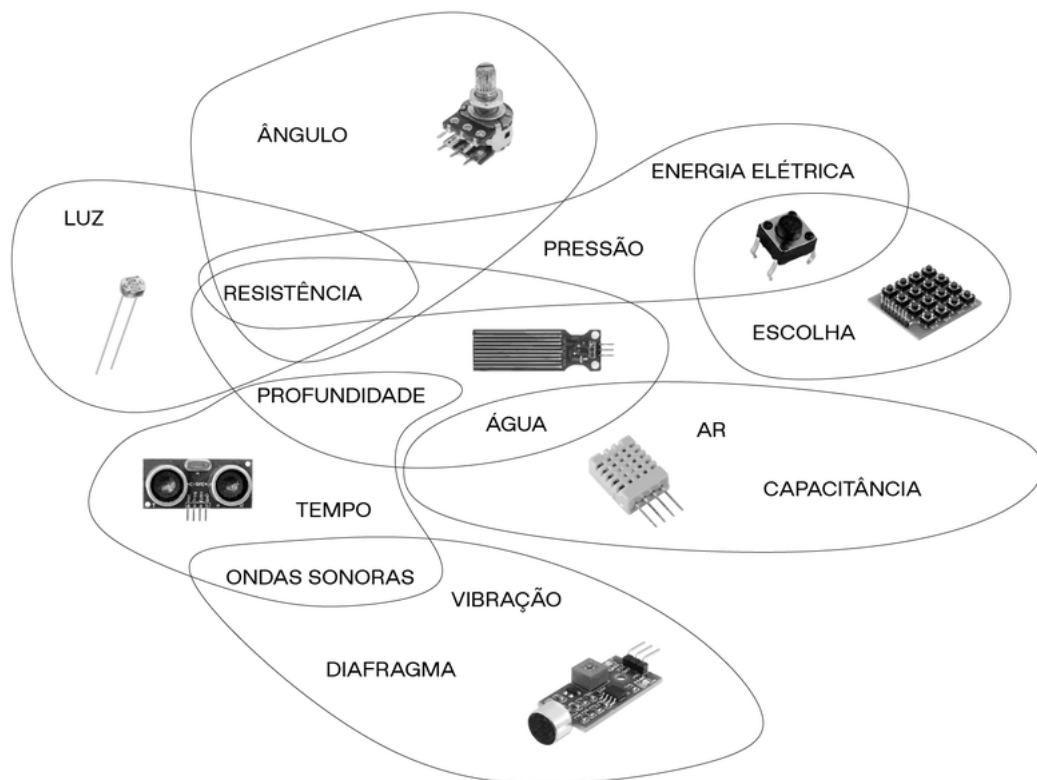 ÂNGULO
ENERGIA ELÉTRICA
LUZ
PRESSÃO
RESISTÊNCIA
ESCOLHA
PROFUNDIDADE
ÁGUA
AR
CAPACITÂNCIA
TEMPO
ONDAS SONORAS
VIBRAÇÃO
DIAFRAGMA